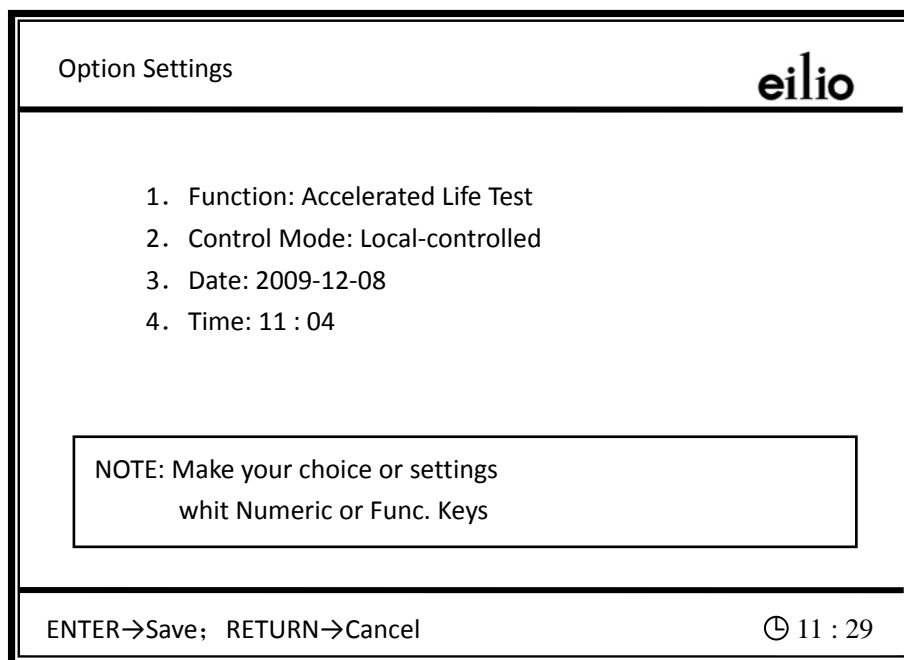 Option Settings
eilio
1. Function: Accelerated Life Test
2. Control Mode: Local-controlled
3. Date: 2009-12-08
4. Time: 11 : 04
NOTE: Make your choice or settings
whit Numeric or Func. Keys
ENTER→Save；RETURN→Cancel
11 : 29